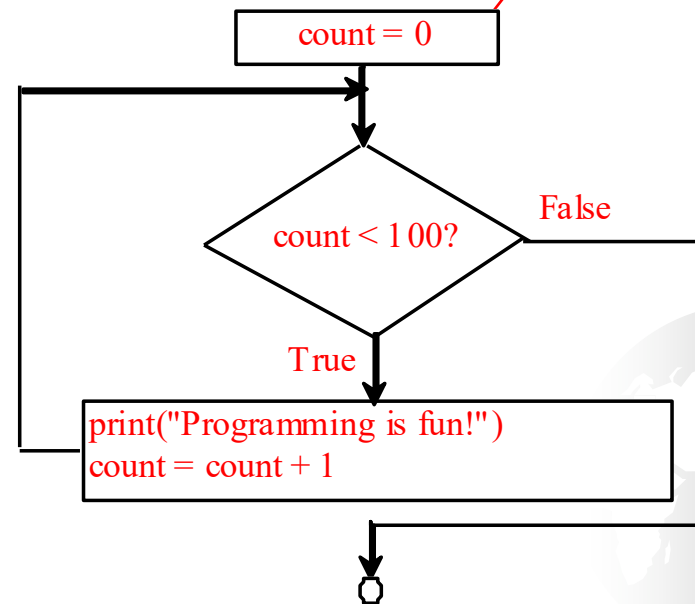 count = 0
count < 100?
False
True
print("Programming is fun!")
count = count + 1